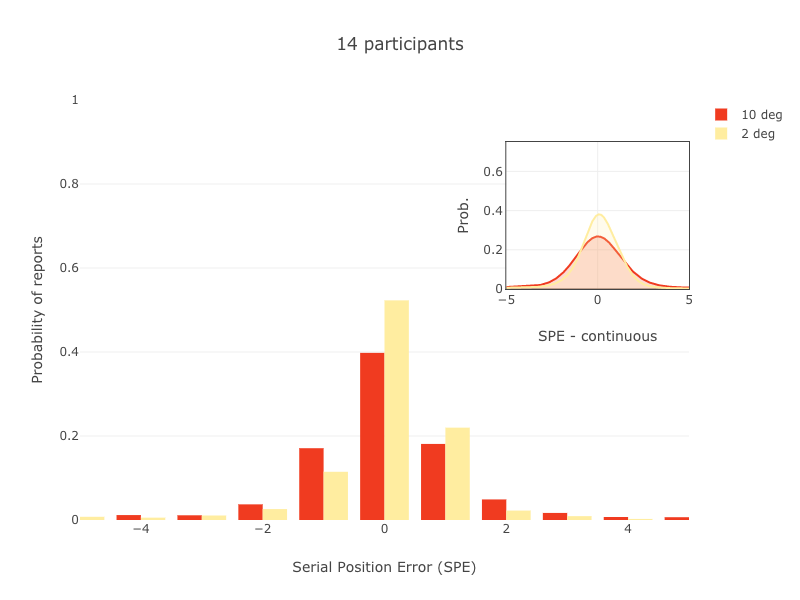 14 participants
10 deg
2 deg
1
0.8
0.6
0.4
0.2
0
−4
−2
0
2
4
Probability of reports
Serial Position Error (SPE)
0.6
0.4
0.2
0
−5
0
5
Prob.
SPE - continuous